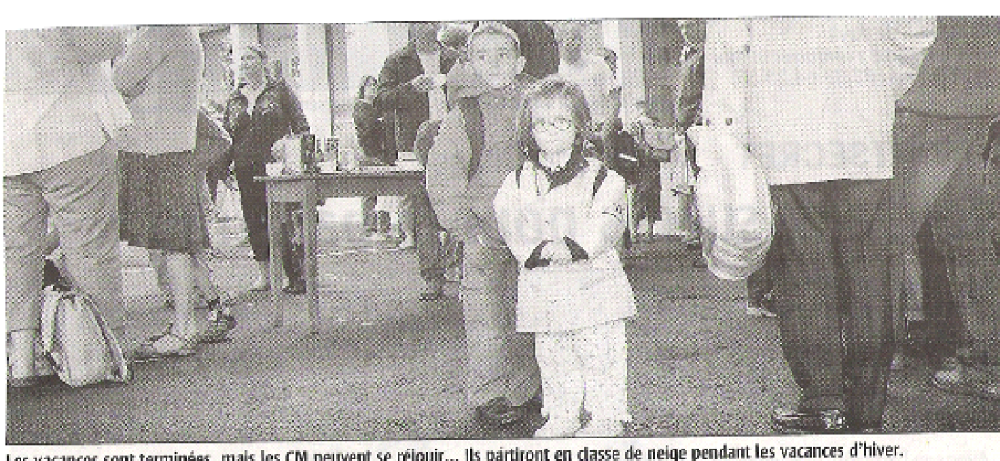 Les vacances sont terminées, mais les CM peuvent se réjouir... Ils partiront en classe de neige pendant les vacances d'hiver.